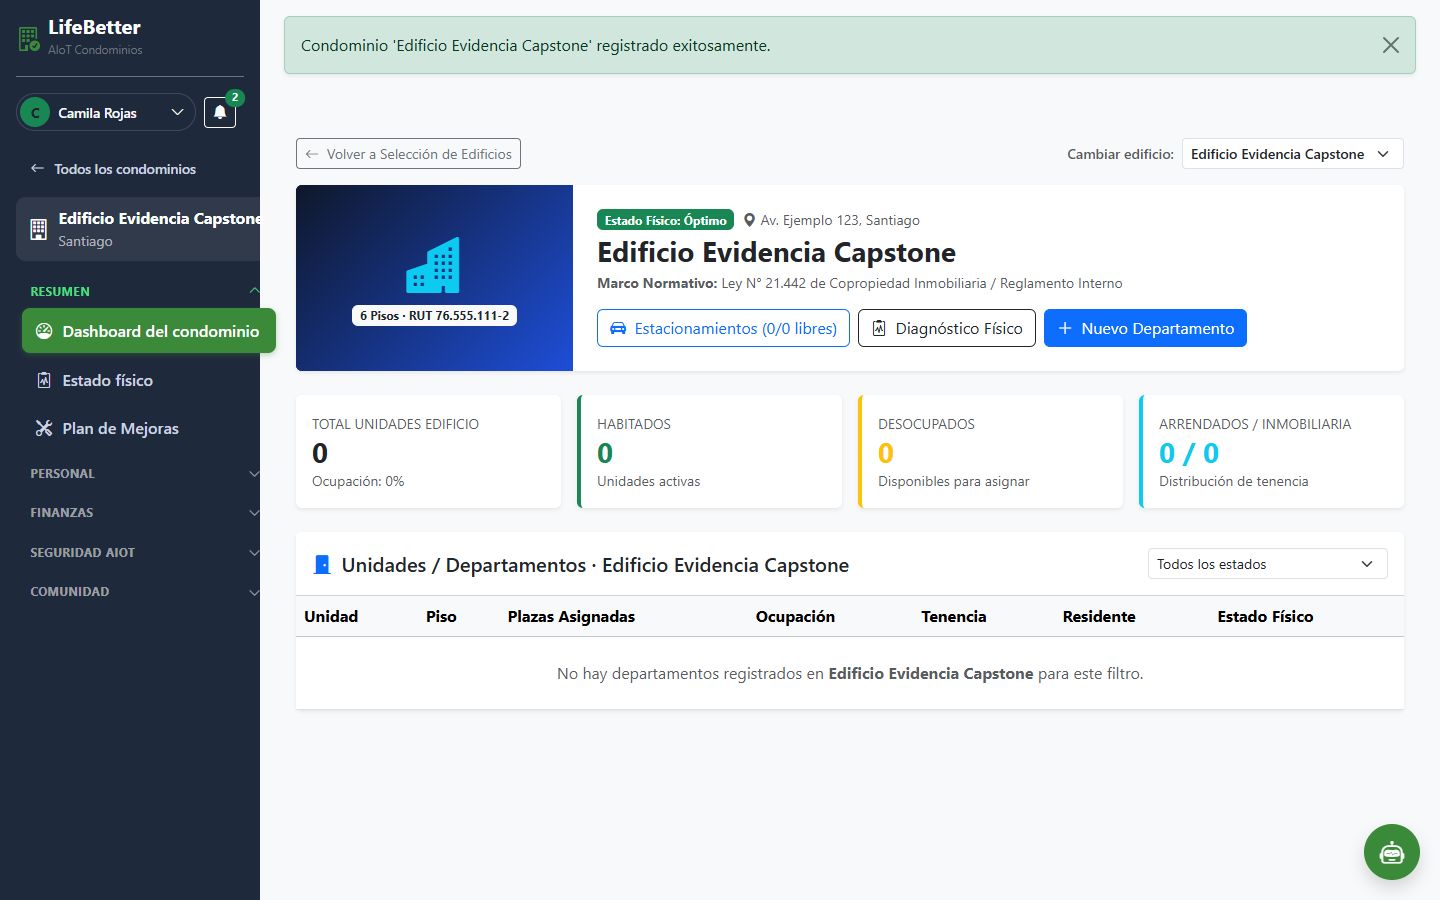 LifeBetter
AIoT Condominios
C
Camila Rojas
2
Todos los condominios
Edificio Evidencia Capstone
Santiago
RESUMEN
Dashboard del condominio
Estado físico
Plan de Mejoras
PERSONAL
FINANZAS
SEGURIDAD AIOT
COMUNIDAD
Condominio 'Edificio Evidencia Capstone' registrado exitosamente.
Volver a Selección de Edificios
Cambiar edificio: Edificio Evidencia Capstone
6 Pisos · RUT 76.555.111-2
Estado Físico: Óptimo Av. Ejemplo 123, Santiago
Edificio Evidencia Capstone
Marco Normativo: Ley N° 21.442 de Copropiedad Inmobiliaria / Reglamento Interno
Estacionamientos (0/0 libres) Diagnóstico Físico Nuevo Departamento
TOTAL UNIDADES EDIFICIO
0
Ocupación: 0%
HABITADOS
0
Unidades activas
DESOCUPADOS
0
Disponibles para asignar
ARRENDADOS / INMOBILIARIA
0 / 0
Distribución de tenencia
Unidades / Departamentos · Edificio Evidencia Capstone
Todos los estados
Unidad Piso Plazas Asignadas Ocupación Tenencia Residente Estado Físico
No hay departamentos registrados en Edificio Evidencia Capstone para este filtro.